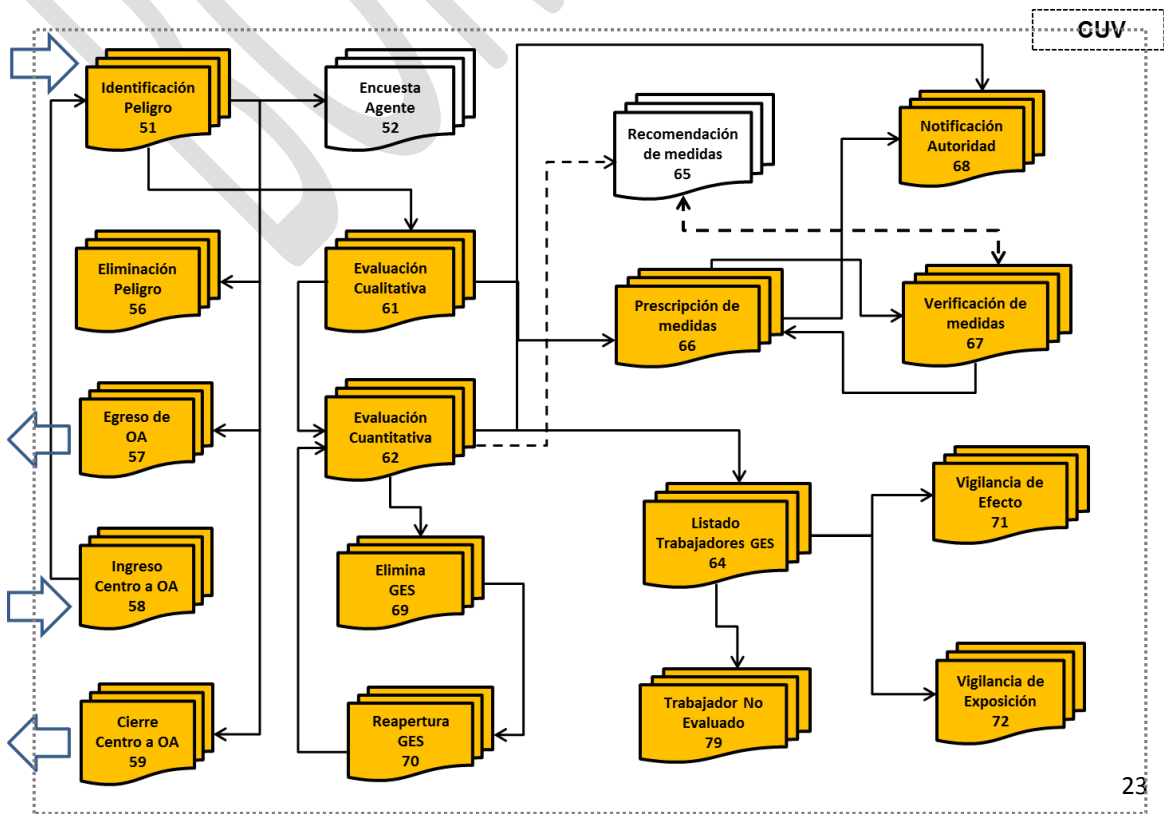 CUV
Identificación
Peligro
51
Encuesta
Agente
52
Recomendación
de medidas
65
Notificación
Autoridad
68
Eliminación
Peligro
56
Evaluación
Cualitativa
61
Prescripción de
medidas
66
Verificación de
medidas
67
Egreso de
OA
57
Evaluación
Cuantitativa
62
Vigilancia de
Efecto
71
Listado
Trabajadores GES
64
Ingreso
Centro a OA
58
Elimina
GES
69
Vigilancia de
Exposición
72
Trabajador No
Evaluado
79
Cierre
Centro a OA
59
Reapertura
GES
70
23